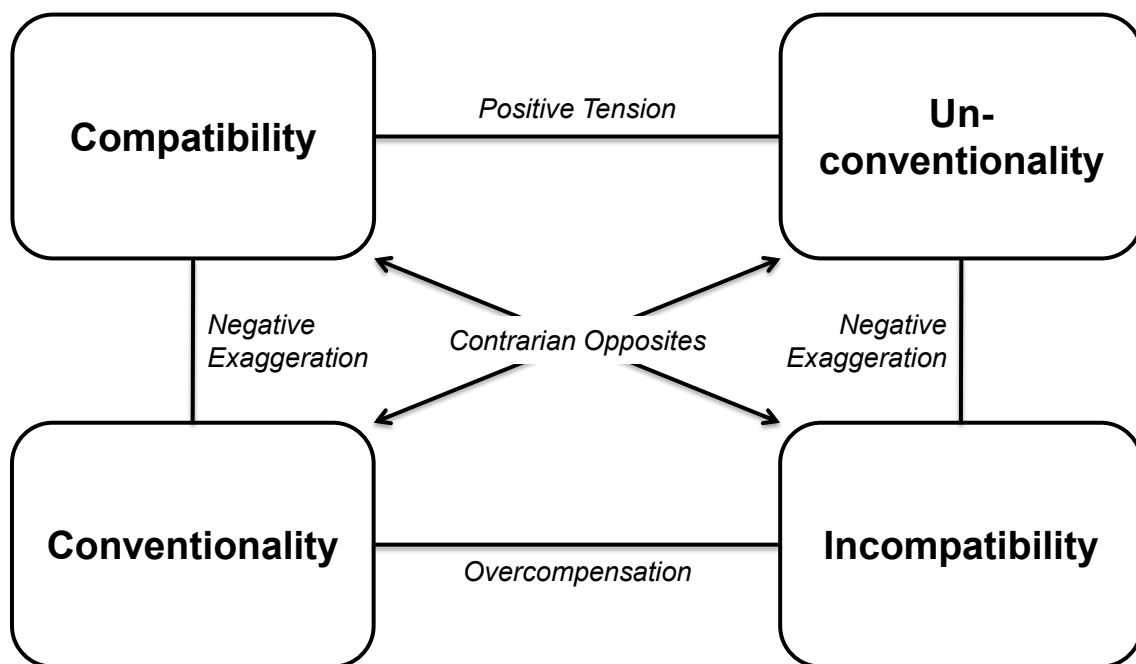 Positive Tension
Compatibility
Un-
conventionality
Negative
Exaggeration
Contrarian Opposites
Negative
Exaggeration
Conventionality
Incompatibility
Overcompensation